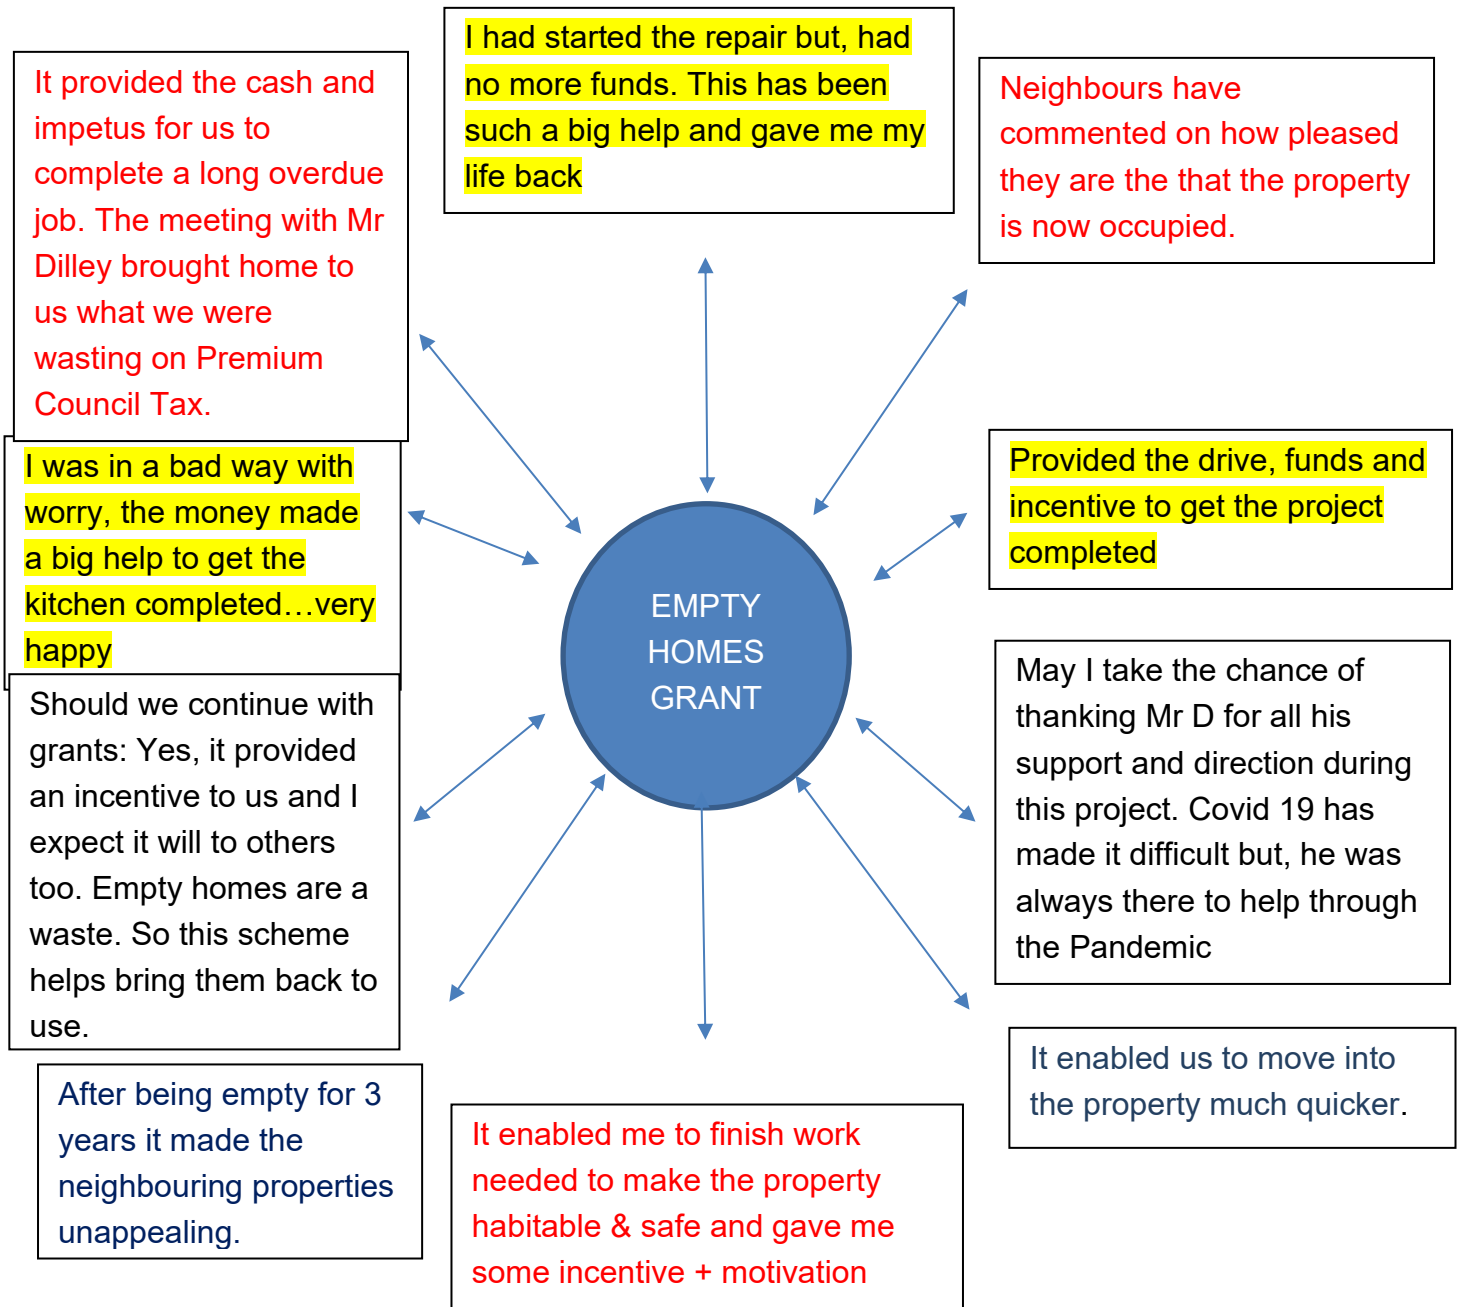 It provided the cash and
impetus for us to
complete a long overdue
job. The meeting with Mr
Dilley brought home to
us what we were
wasting on Premium
Council Tax.
I had started the repair but, had
no more funds. This has been
such a big help and gave me my
life back
Neighbours have
commented on how pleased
they are the that the property
is now occupied.
I was in a bad way with
worry, the money made
a big help to get the
kitchen completed…very
happy
Provided the drive, funds and
incentive to get the project
completed
EMPTY
HOMES
GRANT
Should we continue with
grants: Yes, it provided
an incentive to us and I
expect it will to others
too. Empty homes are a
waste. So this scheme
helps bring them back to
use.
May I take the chance of
thanking Mr D for all his
support and direction during
this project. Covid 19 has
made it difficult but, he was
always there to help through
the Pandemic
After being empty for 3
years it made the
neighbouring properties
unappealing.
It enabled me to finish work
needed to make the property
habitable & safe and gave me
some incentive + motivation
It enabled us to move into
the property much quicker.